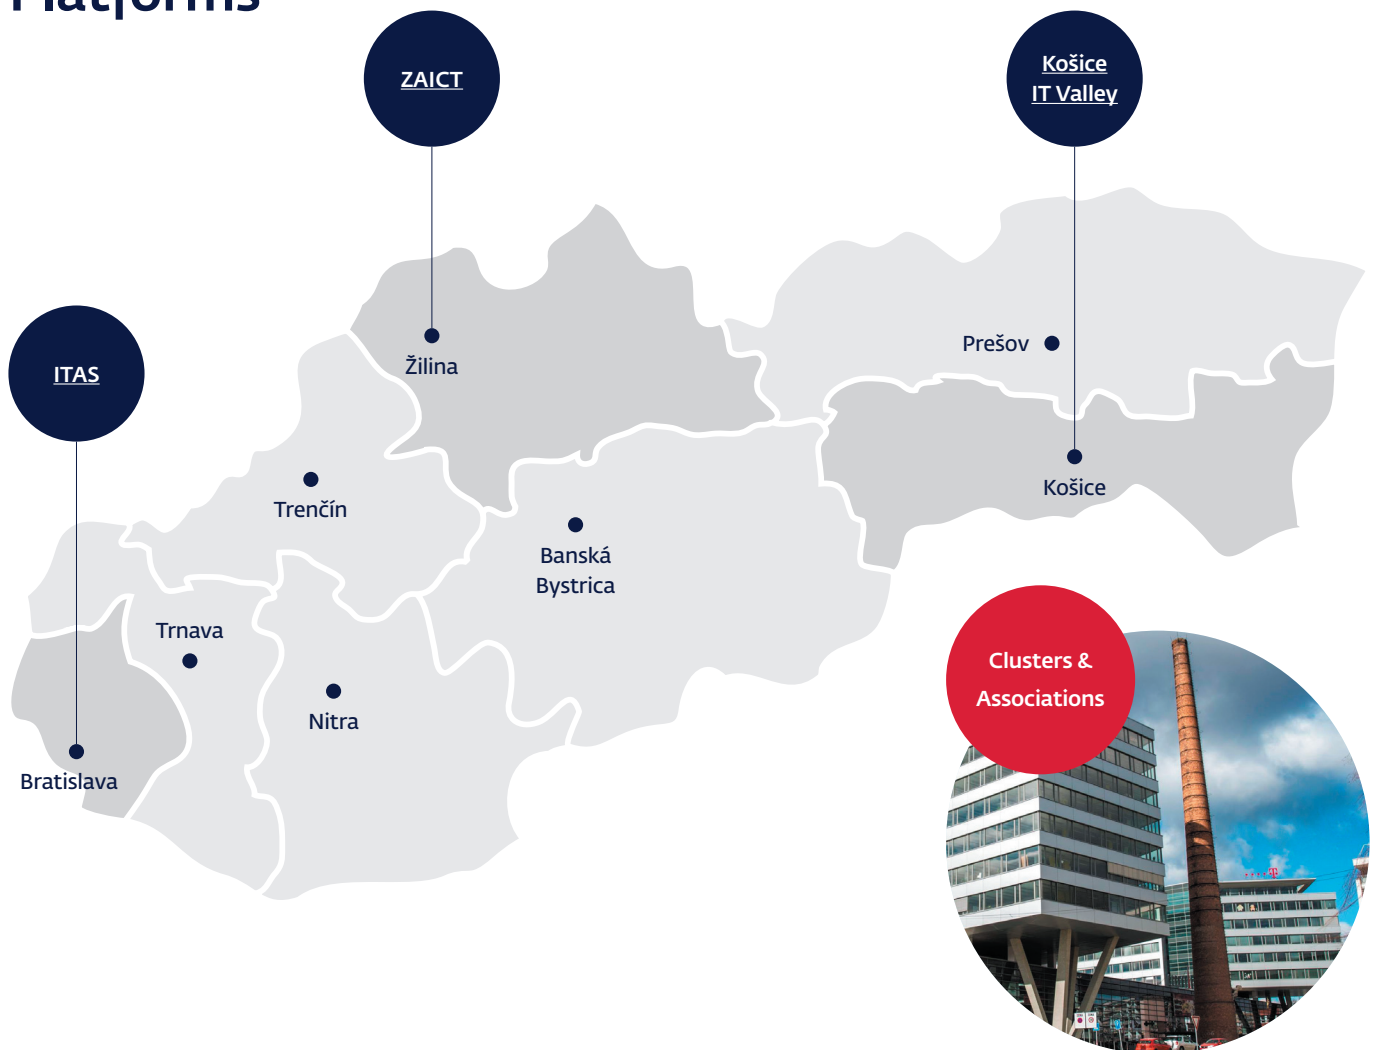 Platforms
ZAICT
Košice
IT Valley
Prešov
Žilina
ITAS
Košice
Trenčín
Banská
Bystrica
Trnava
Clusters &
Associations
Nitra
Bratislava